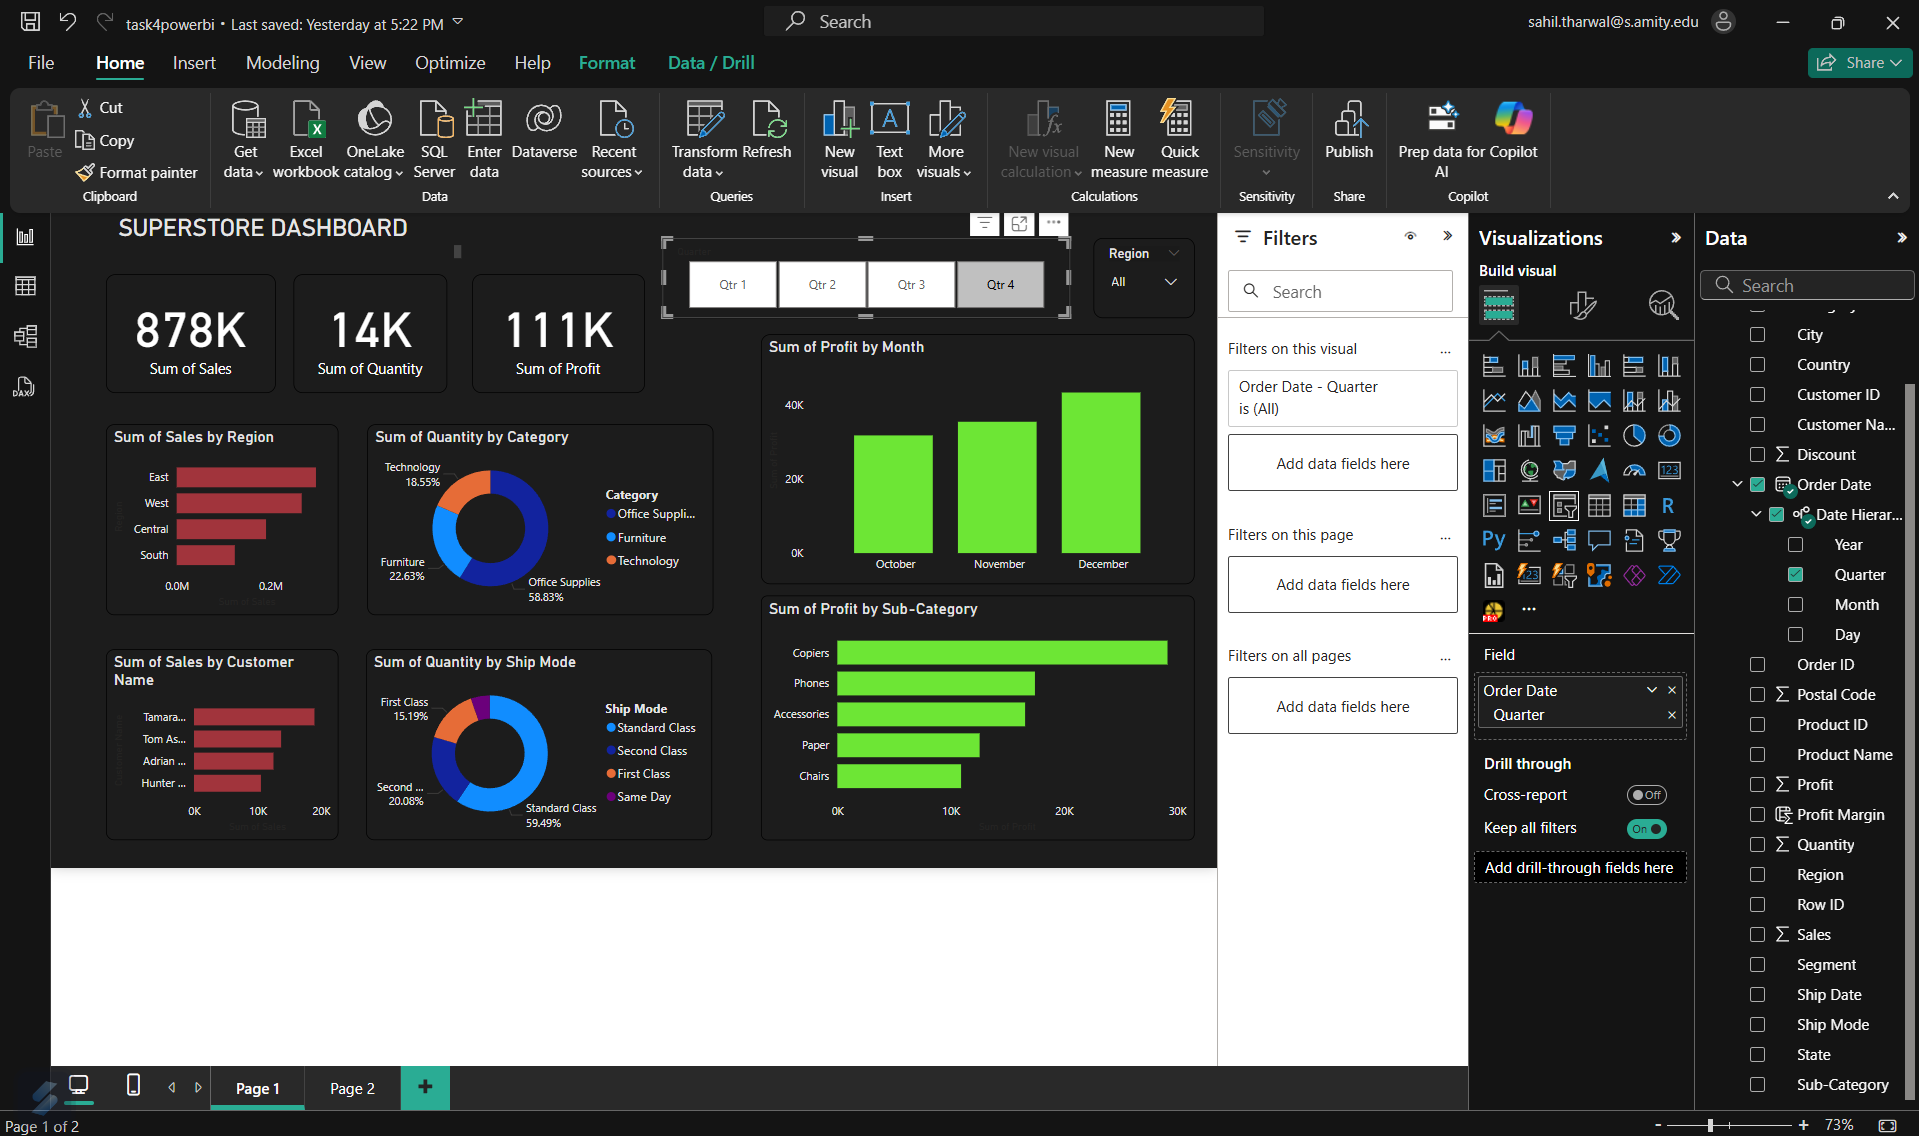 task4powerbi • Last saved: Yesterday at 5:22 PM
Search
sahil.tharwal@s.amity.edu
File
Home
Insert
Modeling
View
Optimize
Help
Format
Data / Drill
Share
Paste
Cut
Copy
Format painter
Clipboard
Get data
Excel workbook
OneLake catalog
SQL Server
Enter data
Dataverse
Recent sources
Data
Transform data
Refresh
Queries
New visual
Text box
More visuals
Insert
New visual calculation
New measure
Quick measure
Calculations
Sensitivity
Sensitivity
Publish
Share
Prep data for AI
Copilot
Copilot
SUPERSTORE DASHBOARD
878K
Sum of Sales
14K
Sum of Quantity
111K
Sum of Profit
Qtr 1
Qtr 2
Qtr 3
Qtr 4
Region
All
Sum of Sales by Region
East
West
Central
South
0.0M
0.2M
Sum of Quantity by Category
Technology
18.55%
Furniture
22.63%
Office Supplies
58.83%
Category
Office Suppli...
Furniture
Technology
Sum of Profit by Month
40K
20K
0K
October
November
December
Sum of Sales by Customer
Name
Tamara...
Tom As...
Adrian ...
Hunter ...
0K
10K
20K
Sum of Quantity by Ship Mode
First Class
15.19%
Second ...
20.08%
Standard Class
59.49%
Ship Mode
Standard Class
Second Class
First Class
Same Day
Sum of Profit by Sub-Category
Copiers
Phones
Accessories
Paper
Chairs
0K
10K
20K
30K
Filters
Search
Filters on this visual
...
Order Date - Quarter
is (All)
Add data fields here
Filters on this page
...
Add data fields here
Filters on all pages
...
Add data fields here
Visualizations
Build visual
123
R
Py
123
PRO
...
Field
Order Date
Quarter
Drill through
Cross-report
Off
Keep all filters
On
Add drill-through fields here
Data
Search
City
Country
Customer ID
Customer Na...
Discount
Order Date
Date Hierar...
Year
Quarter
Month
Day
Order ID
Postal Code
Product ID
Product Name
Profit
Profit Margin
Quantity
Region
Row ID
Sales
Segment
Ship Date
Ship Mode
State
Sub-Category
DAX
Page 1
Page 2
+
Page 1 of 2
- + 73%